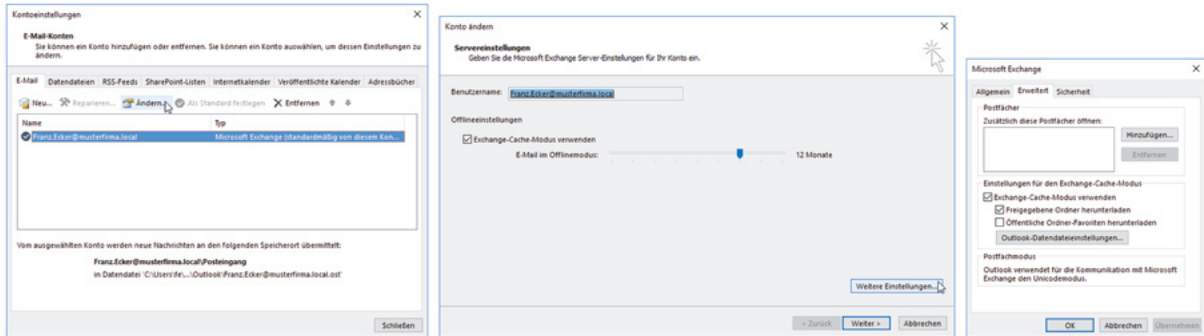 Kontoeinstellungen
E-Mail-Konten
Sie können ein Konto hinzufügen oder entfernen. Sie können ein Konto auswählen, um dessen Einstellungen zu
ändern.
E-Mail Datendateien RSS-Feeds SharePoint-Listen Internetkalender Veröffentlichte Kalender Adressbücher
Neu... Reparieren... Ändern... Als Standard festlegen Entfernen
Name Typ
Franz.Ecker@musterfirma.local Microsoft Exchange (standardmäßig von diesem Kon...
Vom ausgewählten Konto werden neue Nachrichten an den folgenden Speicherort übermittelt:
Franz.Ecker@musterfirma.local\Posteingang
in Datendatei 'C:\Users\fe\...\Outlook\Franz.Ecker@musterfirma.local.ost'
Schließen
Konto ändern
Servereinstellungen
Geben Sie die Microsoft Exchange Server-Einstellungen für Ihr Konto ein.
Benutzername: Franz.Ecker@musterfirma.local
Offlineeinstellungen
Exchange-Cache-Modus verwenden
E-Mail im Offlinemodus: 12 Monate
Weitere Einstellungen...
< Zurück Weiter > Abbrechen
Microsoft Exchange
Allgemein Erweitert Sicherheit
Postfächer
Zusätzlich diese Postfächer öffnen:
Hinzufügen...
Entfernen
Einstellungen für den Exchange-Cache-Modus
Exchange-Cache-Modus verwenden
Freigegebene Ordner herunterladen
Öffentliche Ordner-Favoriten herunterladen
Outlook-Datendateieinstellungen...
Postfachmodus
Outlook verwendet für die Kommunikation mit Microsoft
Exchange den Unicodemodus.
OK Abbrechen Übernehmen